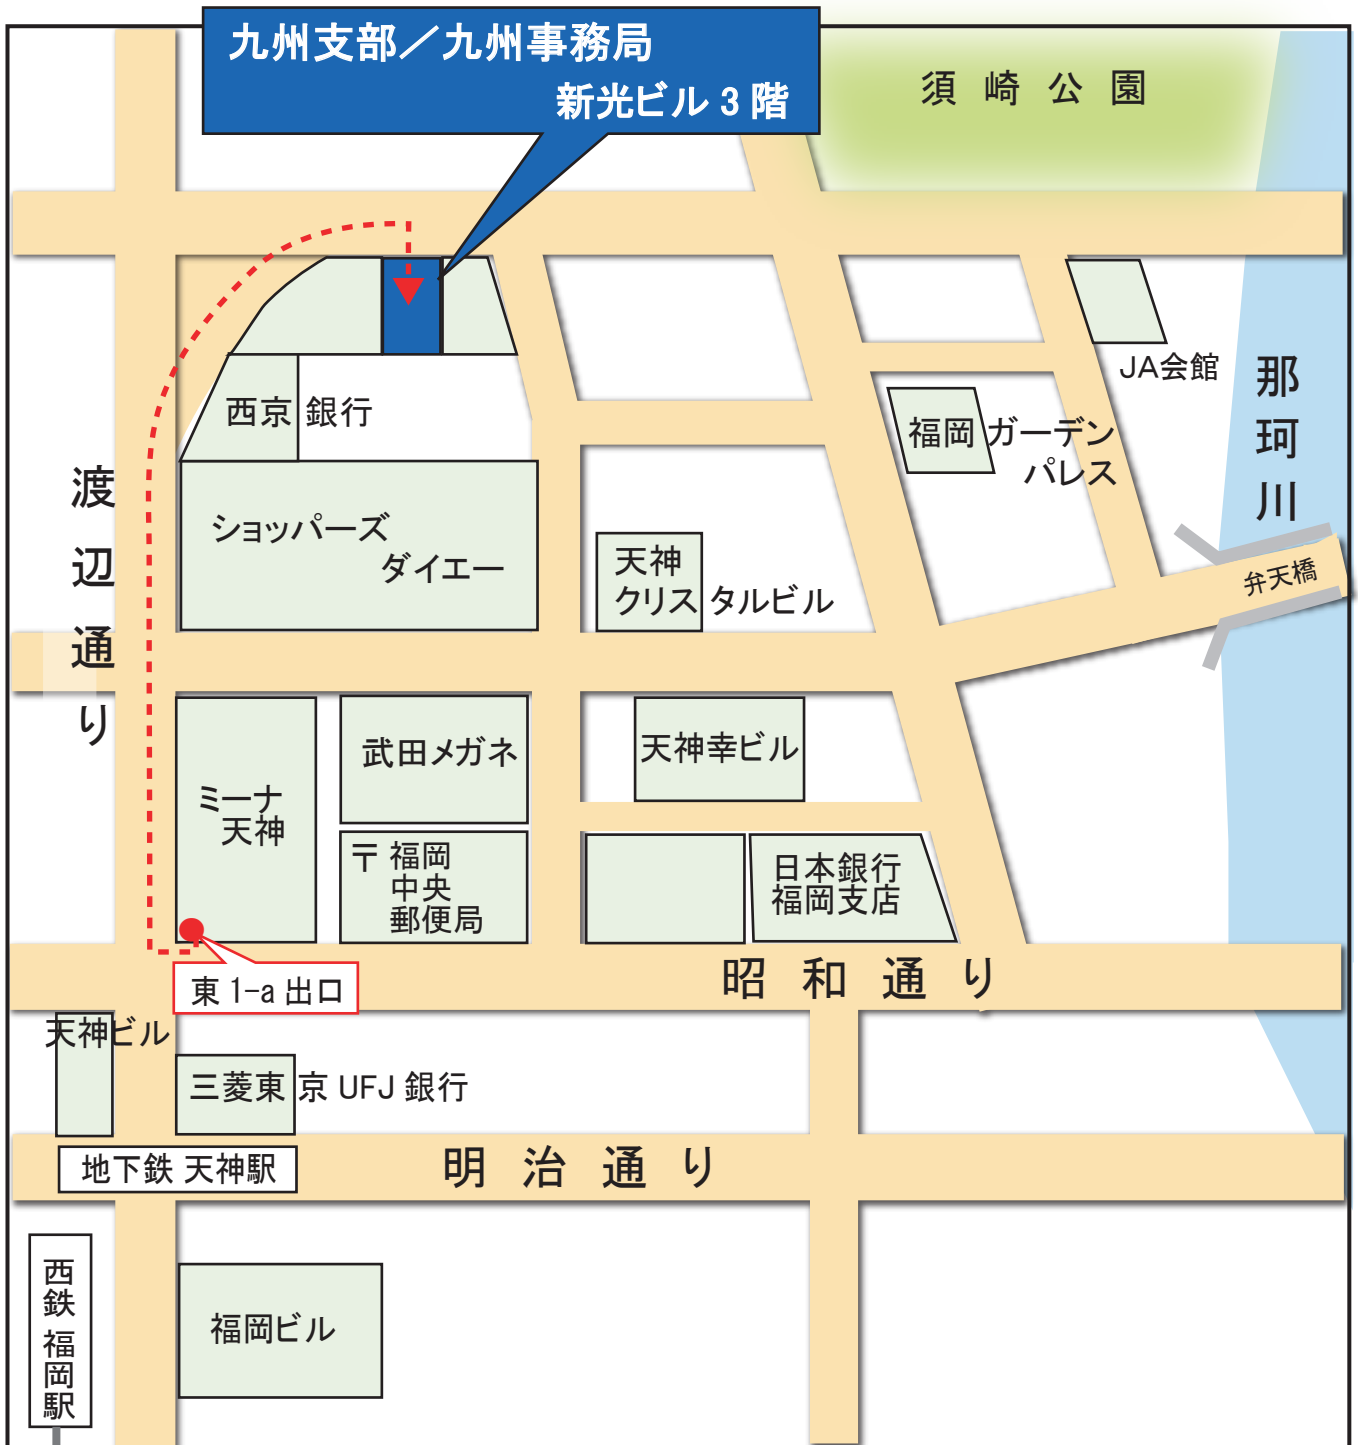 九州支部／九州事務局
新光ビル 3 階
須崎公園
JA会館
那珂川
西京銀行
福岡ガーデン
パレス
渡辺通り
ショッパーズ
ダイエー
天神
クリスタルビル
弁天橋
武田メガネ
天神幸ビル
ミーナ
天神
〒福岡
中央
郵便局
日本銀行
福岡支店
東 1-a 出口
昭和通り
天神ビル
三菱東京 UFJ 銀行
地下鉄 天神駅
明治通り
西鉄福岡駅
福岡ビル